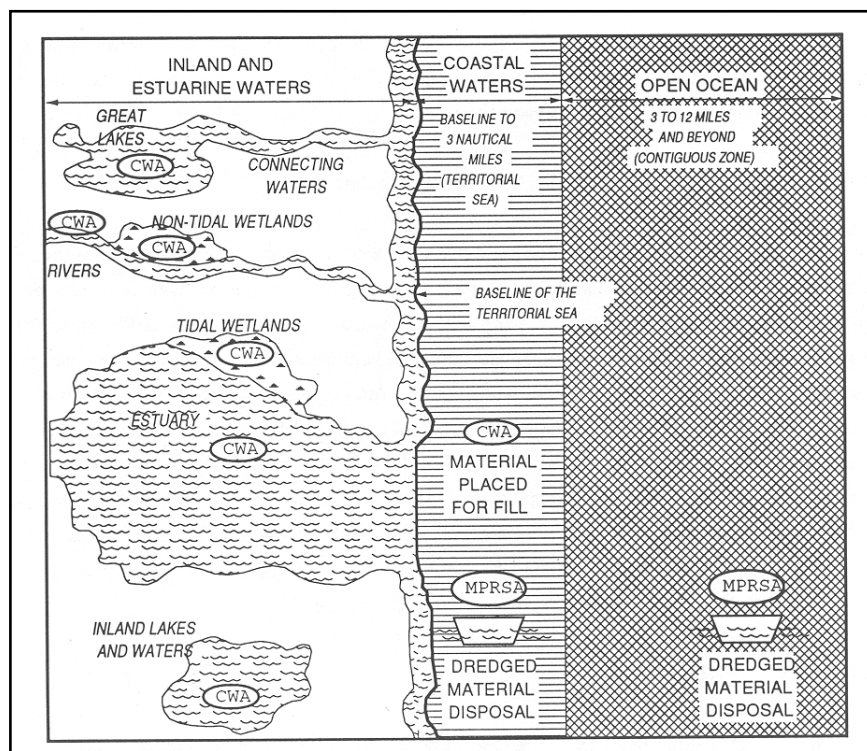 INLAND AND
ESTUARINE WATERS
COASTAL
WATERS
OPEN OCEAN
GREAT
LAKES
CWA
CONNECTING
WATERS
BASELINE TO
3 NAUTICAL
MILES
(TERRITORIAL
SEA)
3 TO 12 MILES
AND BEYOND
(CONTIGUOUS ZONE)
CWA
NON-TIDAL WETLANDS
CWA
RIVERS
BASELINE OF THE
TERRITORIAL SEA
TIDAL WETLANDS
CWA
ESTUARY
CWA
CWA
MATERIAL
PLACED
FOR FILL
MPRSA
DREDGED
MATERIAL
DISPOSAL
MPRSA
DREDGED
MATERIAL
DISPOSAL
INLAND LAKES
AND WATERS
CWA